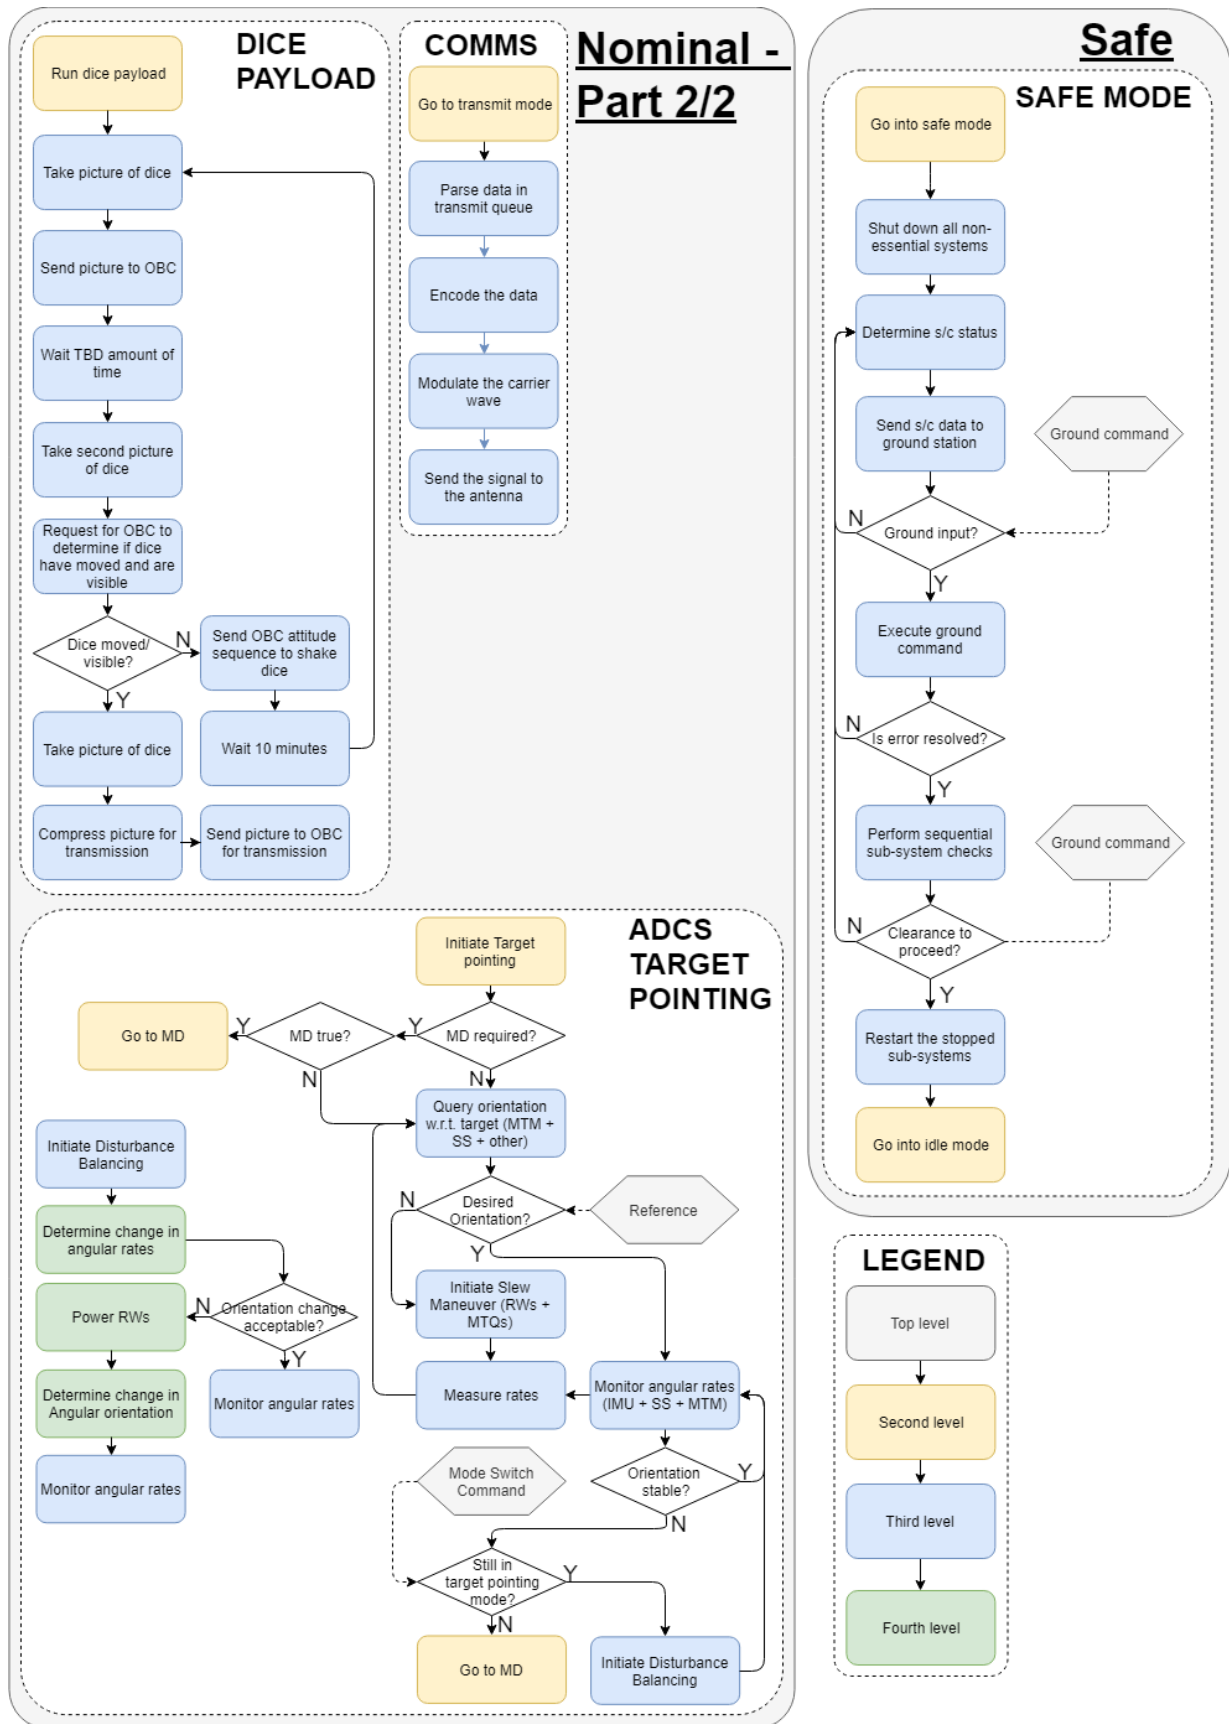 DICE
PAYLOAD
Run dice payload
Take picture of dice
Send picture to OBC
Wait TBD amount of
time
Take second picture
of dice
Request for OBC to
determine if dice
have moved and are
visible
Dice moved/
visible?
N
Send OBC attitude
sequence to shake
dice
Y
Wait 10 minutes
Take picture of dice
Compress picture for
transmission
Send picture to OBC
for transmission
COMMS
Go to transmit mode
Parse data in
transmit queue
Encode the data
Modulate the carrier
wave
Send the signal to
the antenna
Nominal -
Part 2/2
Safe
SAFE MODE
Go into safe mode
Shut down all non-
essential systems
Determine s/c status
Send s/c data to
ground station
Ground command
N
Ground input?
Y
Execute ground
command
N
Is error resolved?
Y
Perform sequential
sub-system checks
Ground command
N
Clearance to
proceed?
Y
Restart the stopped
sub-systems
Go into idle mode
ADCS
TARGET
POINTING
Initiate Target
pointing
MD required?
Y
MD true?
Y
Go to MD
N
N
Query orientation
w.r.t. target (MTM +
SS + other)
N
Desired
Orientation?
Reference
Y
Initiate Slew
Maneuver (RWs +
MTQs)
Measure rates
Monitor angular rates
(IMU + SS + MTM)
Mode Switch
Command
Orientation
stable?
Y
N
Still in
target pointing
mode?
Y
N
Go to MD
Initiate Disturbance
Balancing
Initiate Disturbance
Balancing
Determine change in
angular rates
Power RWs
N
Orientation change
acceptable?
Y
Determine change in
Angular orientation
Monitor angular rates
Monitor angular rates
LEGEND
Top level
Second level
Third level
Fourth level